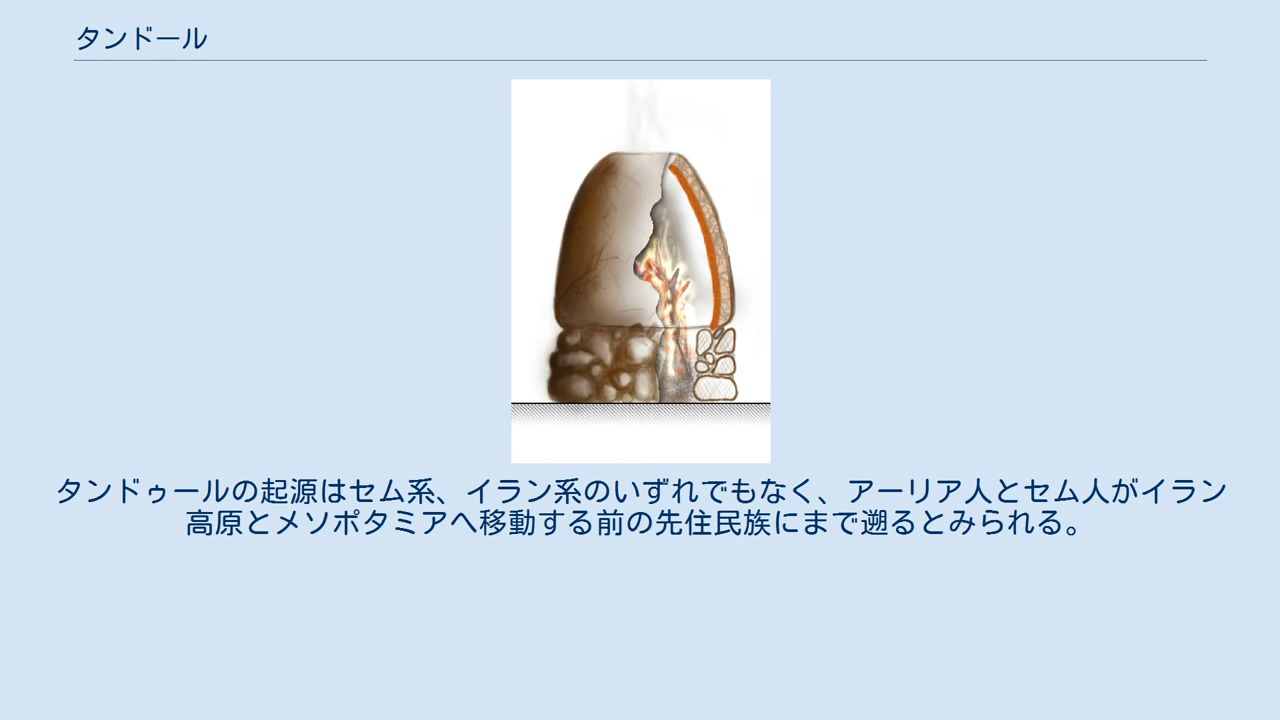 タンドール
タンドゥールの起源はセム系、イラン系のいずれでもなく、アーリア人とセム人がイラン
高原とメソポタミアへ移動する前の先住民族にまで遡るとみられる。